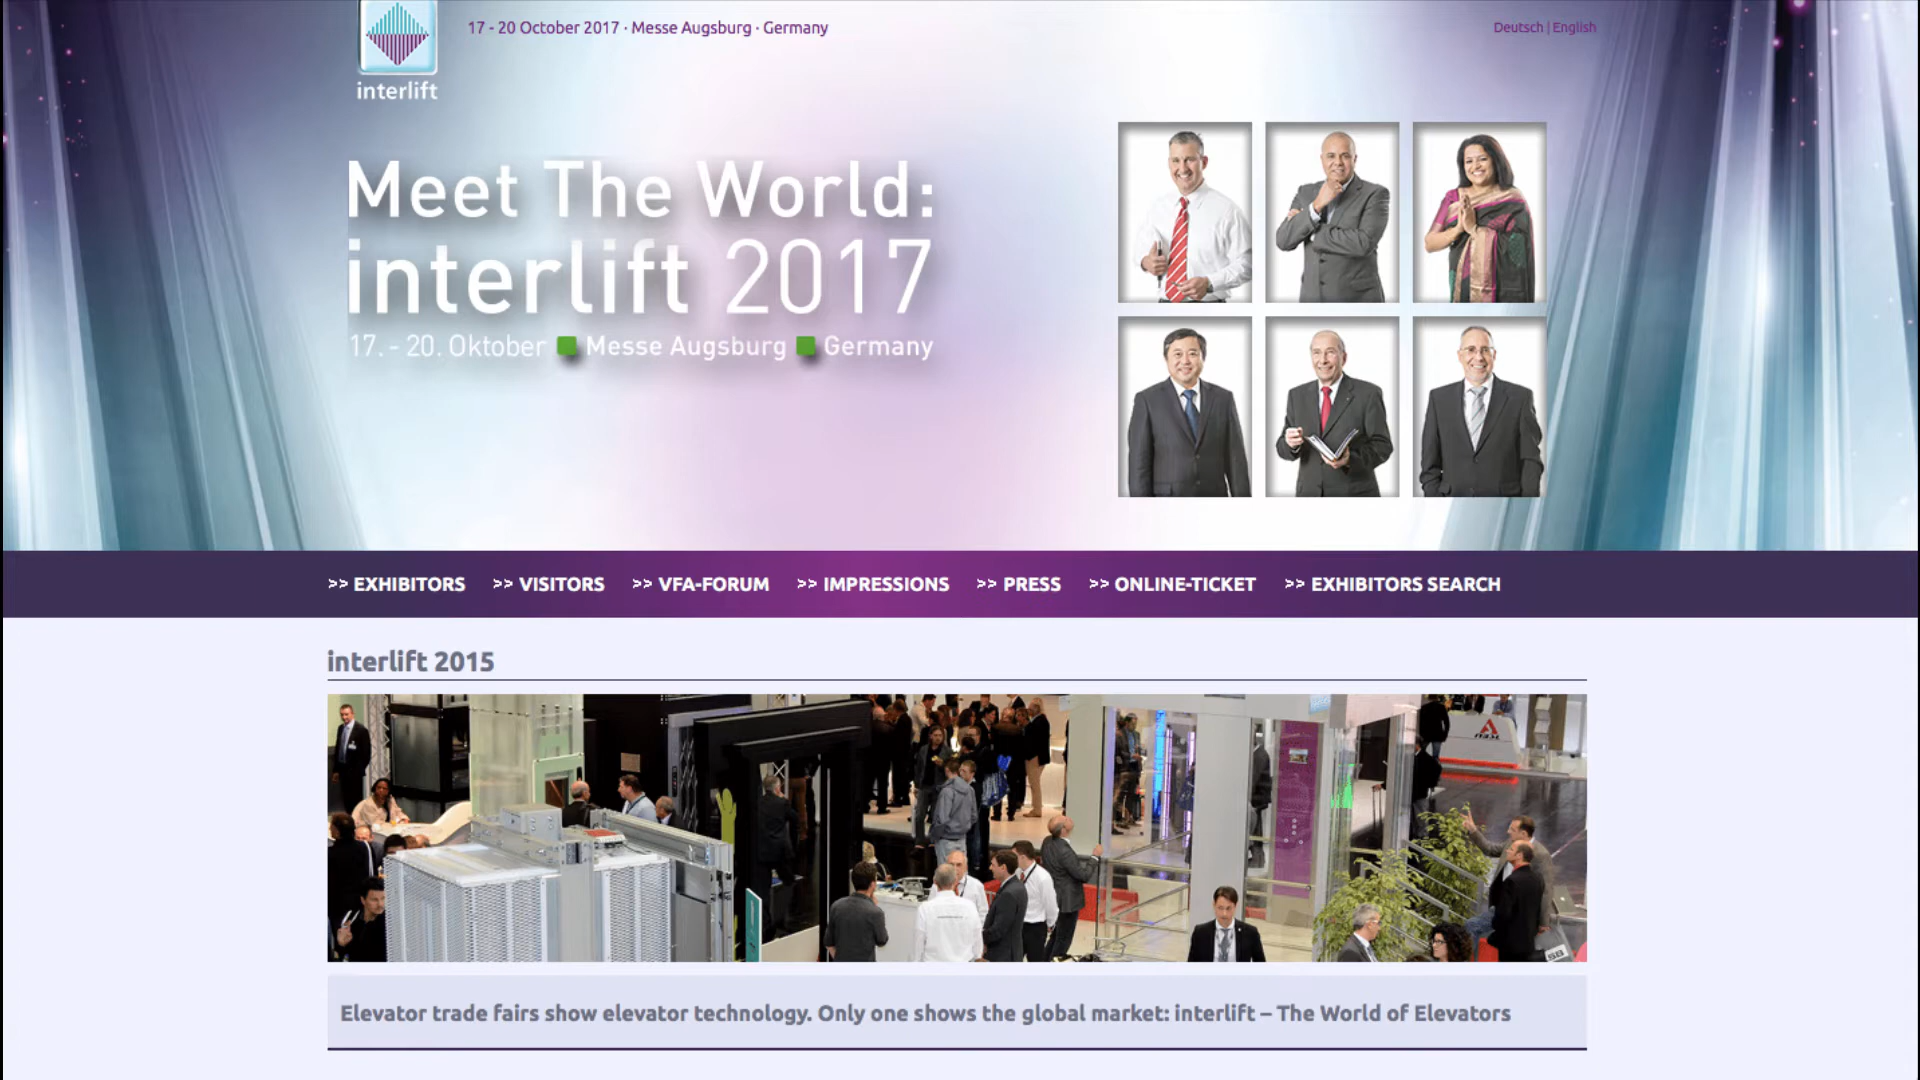 17 - 20 October 2017 · Messe Augsburg · Germany
Deutsch | English
interlift
Meet The World:
interlift 2017
17. - 20. Oktober ■ Messe Augsburg ■ Germany
>> EXHIBITORS >> VISITORS >> VFA-FORUM >> IMPRESSIONS >> PRESS >> ONLINE-TICKET >> EXHIBITORS SEARCH
interlift 2015
Elevator trade fairs show elevator technology. Only one shows the global market: interlift – The World of Elevators